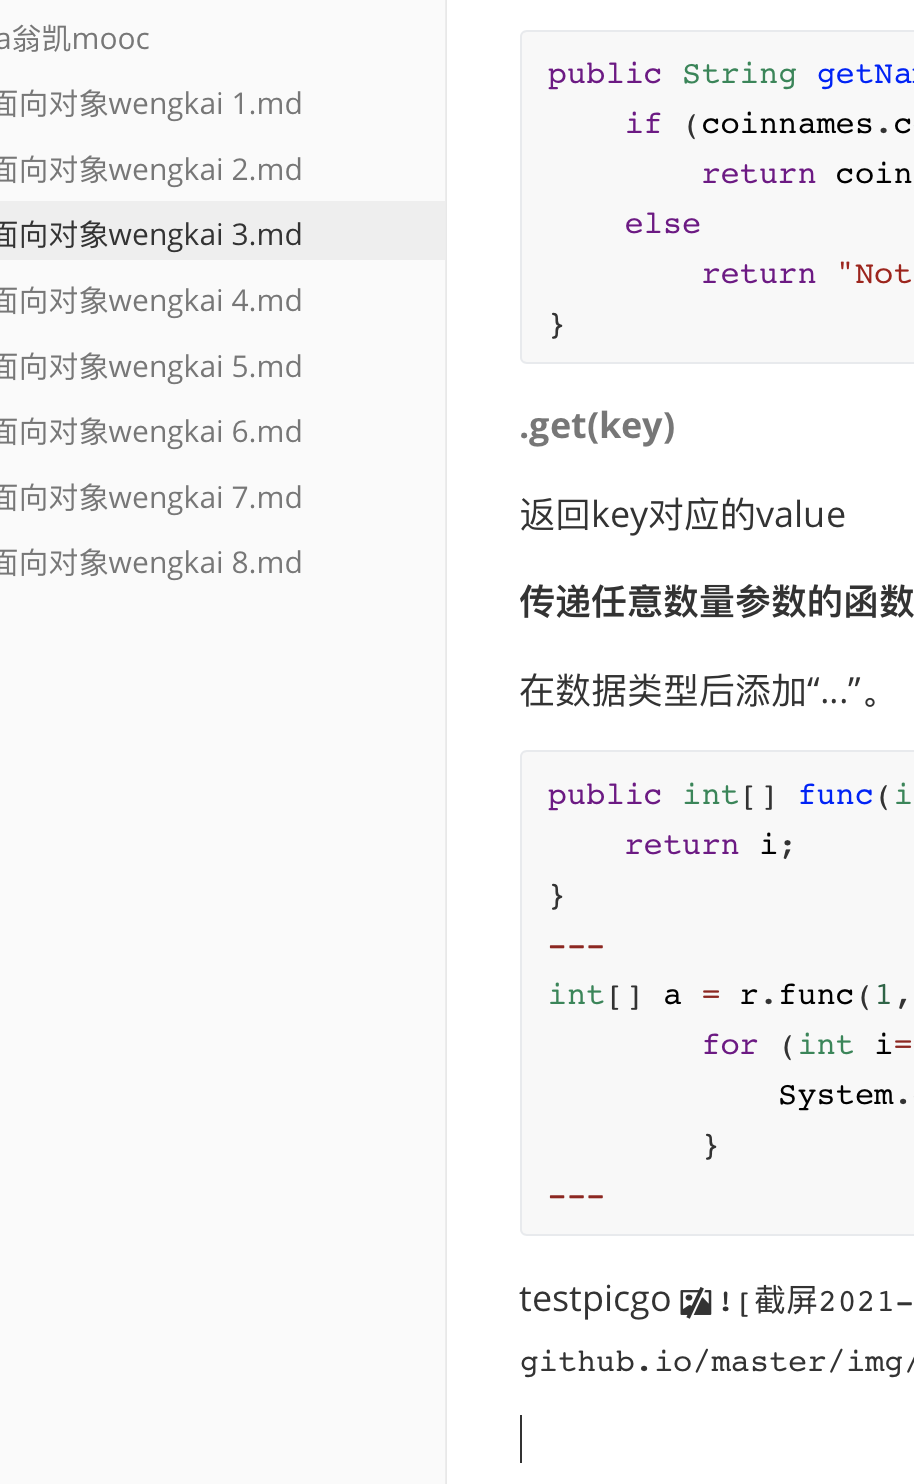 a翁凯mooc
面向对象wengkai 1.md
面向对象wengkai 2.md
面向对象wengkai 3.md
面向对象wengkai 4.md
面向对象wengkai 5.md
面向对象wengkai 6.md
面向对象wengkai 7.md
面向对象wengkai 8.md
public String getNa
if (coinnames.c
return coin
else
return "Not
}
.get(key)
返回key对应的value
传递任意数量参数的函数
在数据类型后添加“...”。
public int[] func(i
return i;
}
---
int[] a = r.func(1,
for (int i=
System.
}
---
testpicgo ![截屏2021-
github.io/master/img/